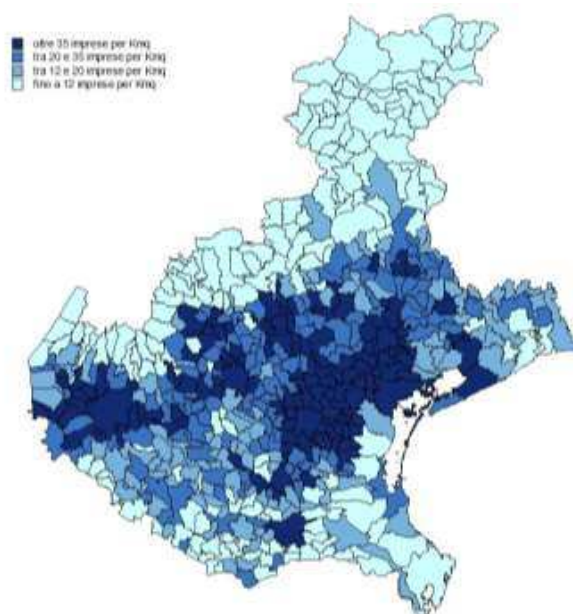 oltre 35 imprese per Kmq
tra 20 e 35 imprese per Kmq
tra 12 e 20 imprese per Kmq
fino a 12 imprese per Kmq